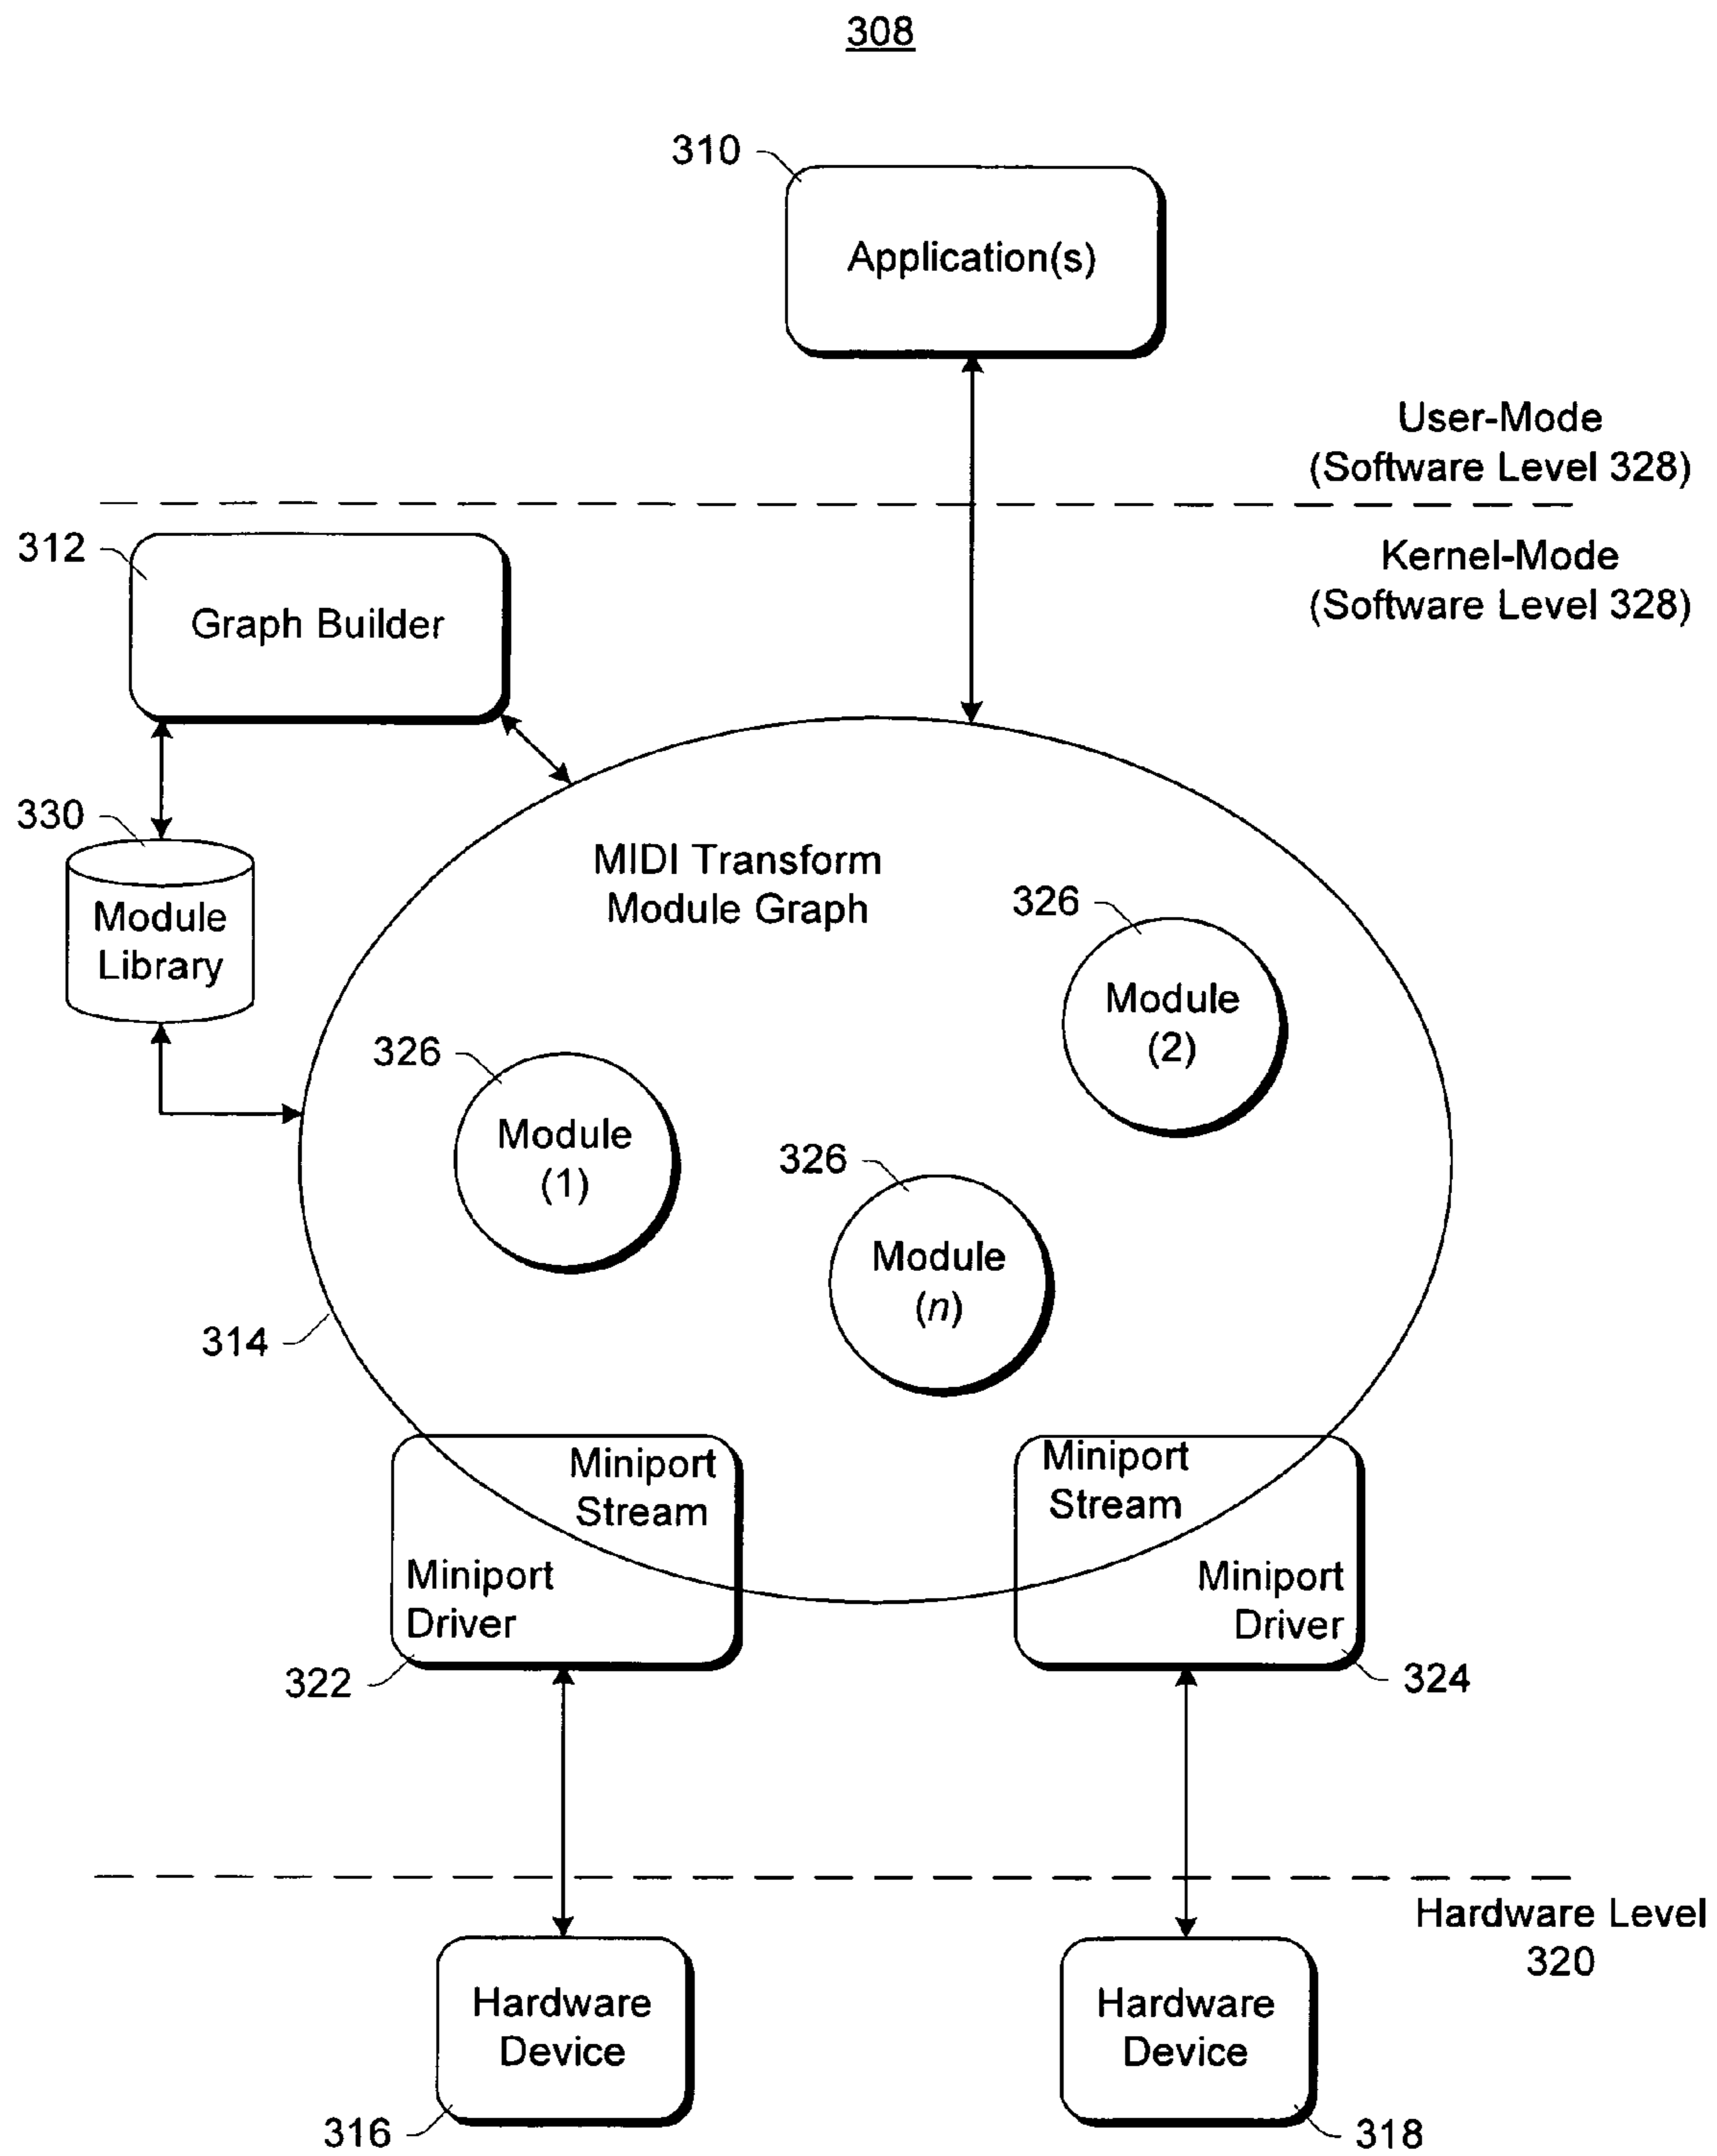 308
310
Application(s)
User-Mode
(Software Level 328)
312
Kernel-Mode
(Software Level 328)
Graph Builder
330
MIDI Transform
Module Graph
326
Module
Library
Module
(2)
326
Module
(1)
326
Module
(n)
314
Miniport
Stream
Miniport
Driver
322
Miniport
Stream
Miniport
Driver
324
Hardware Level
320
Hardware
Device
316
Hardware
Device
318